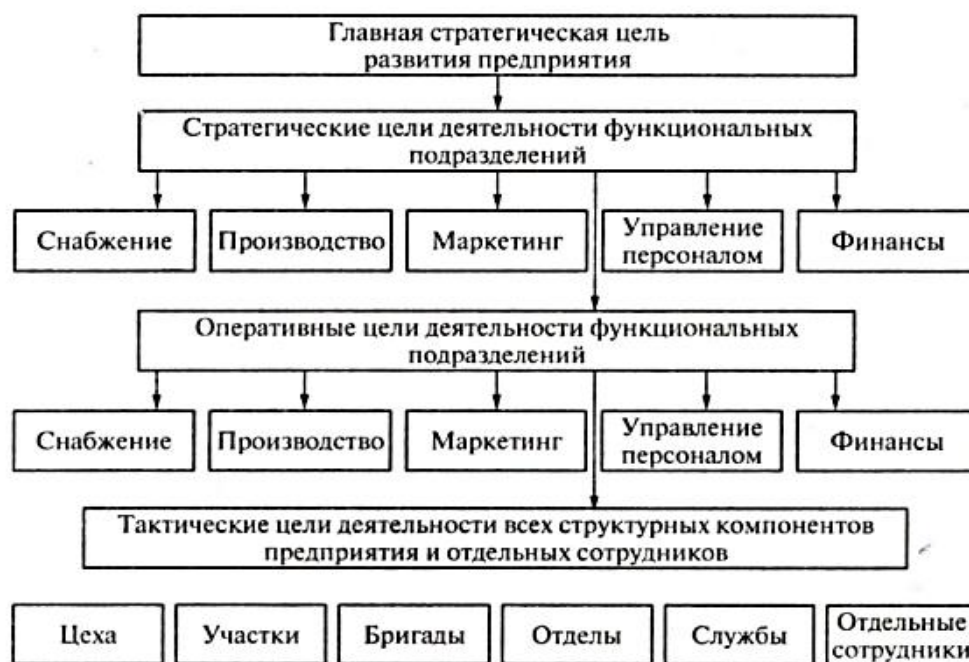 Главная стратегическая цель
развития предприятия
Стратегические цели деятельности функциональных
подразделений
Снабжение
Производство
Маркетинг
Управление
персоналом
Финансы
Оперативные цели деятельности функциональных
подразделений
Снабжение
Производство
Маркетинг
Управление
персоналом
Финансы
Тактические цели деятельности всех структурных компонентов
предприятия и отдельных сотрудников
Цеха
Участки
Бригады
Отделы
Службы
Отдельные
сотрудники